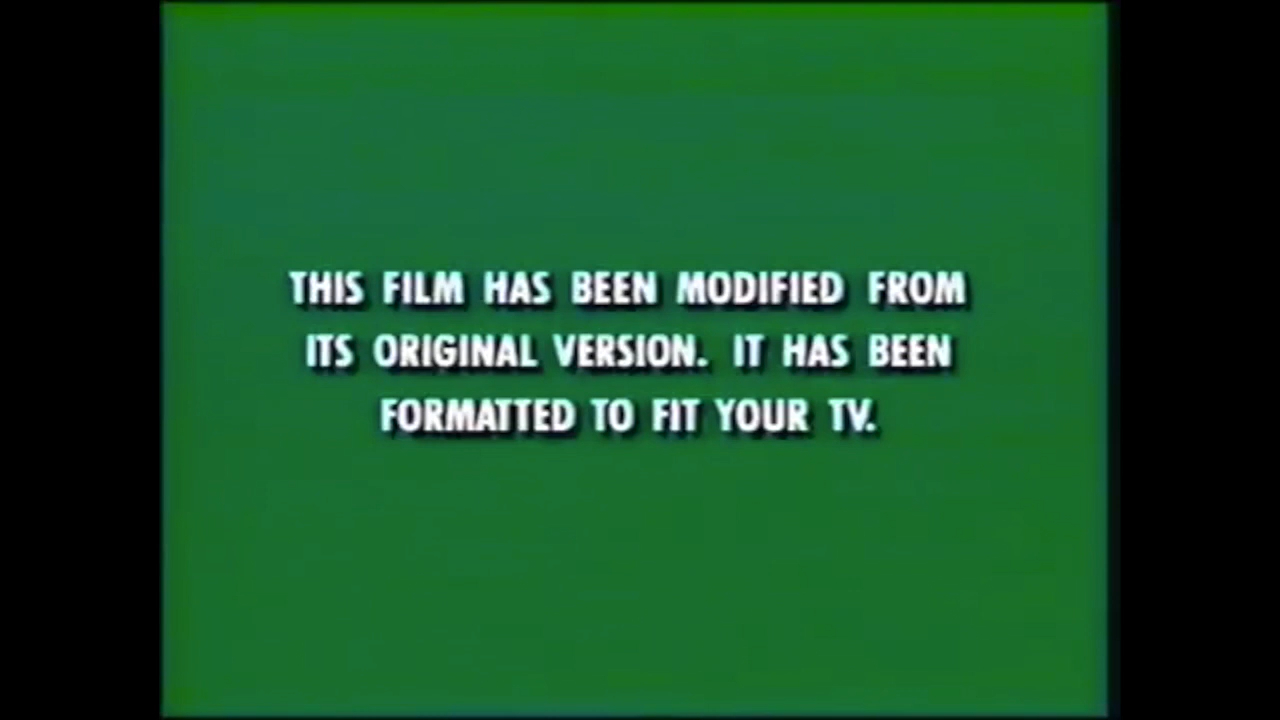 THIS FILM HAS BEEN MODIFIED FROM
ITS ORIGINAL VERSION. IT HAS BEEN
FORMATTED TO FIT YOUR TV.